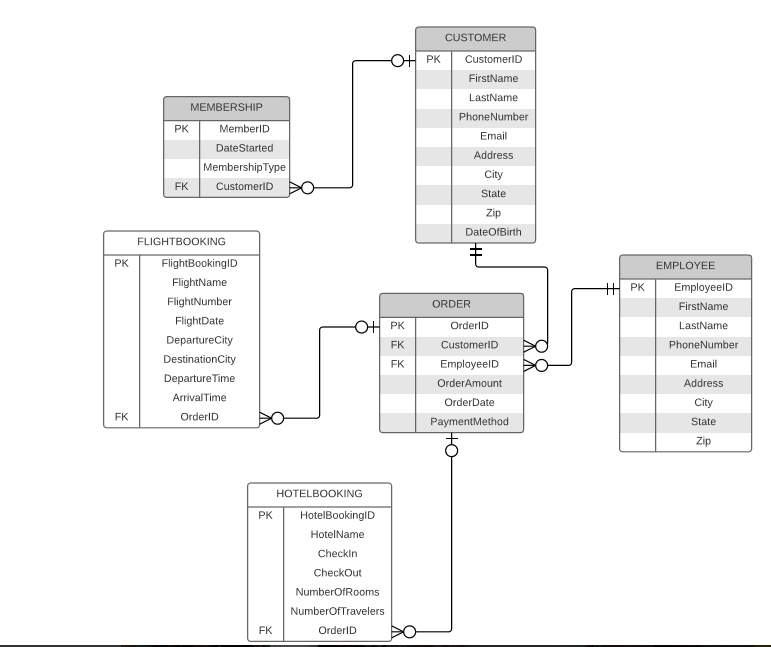 CUSTOMER
PK CustomerID
FirstName
LastName
PhoneNumber
Email
Address
City
State
Zip
DateOfBirth
MEMBERSHIP
PK MemberID
DateStarted
MembershipType
FK CustomerID
FLIGHTBOOKING
PK FlightBookingID
FlightName
FlightNumber
FlightDate
DepartureCity
DestinationCity
DepartureTime
ArrivalTime
FK OrderID
ORDER
PK OrderID
FK CustomerID
FK EmployeeID
OrderAmount
OrderDate
PaymentMethod
EMPLOYEE
PK EmployeeID
FirstName
LastName
PhoneNumber
Email
Address
City
State
Zip
HOTELBOOKING
PK HotelBookingID
HotelName
CheckIn
CheckOut
NumberOfRooms
NumberOfTravelers
FK OrderID